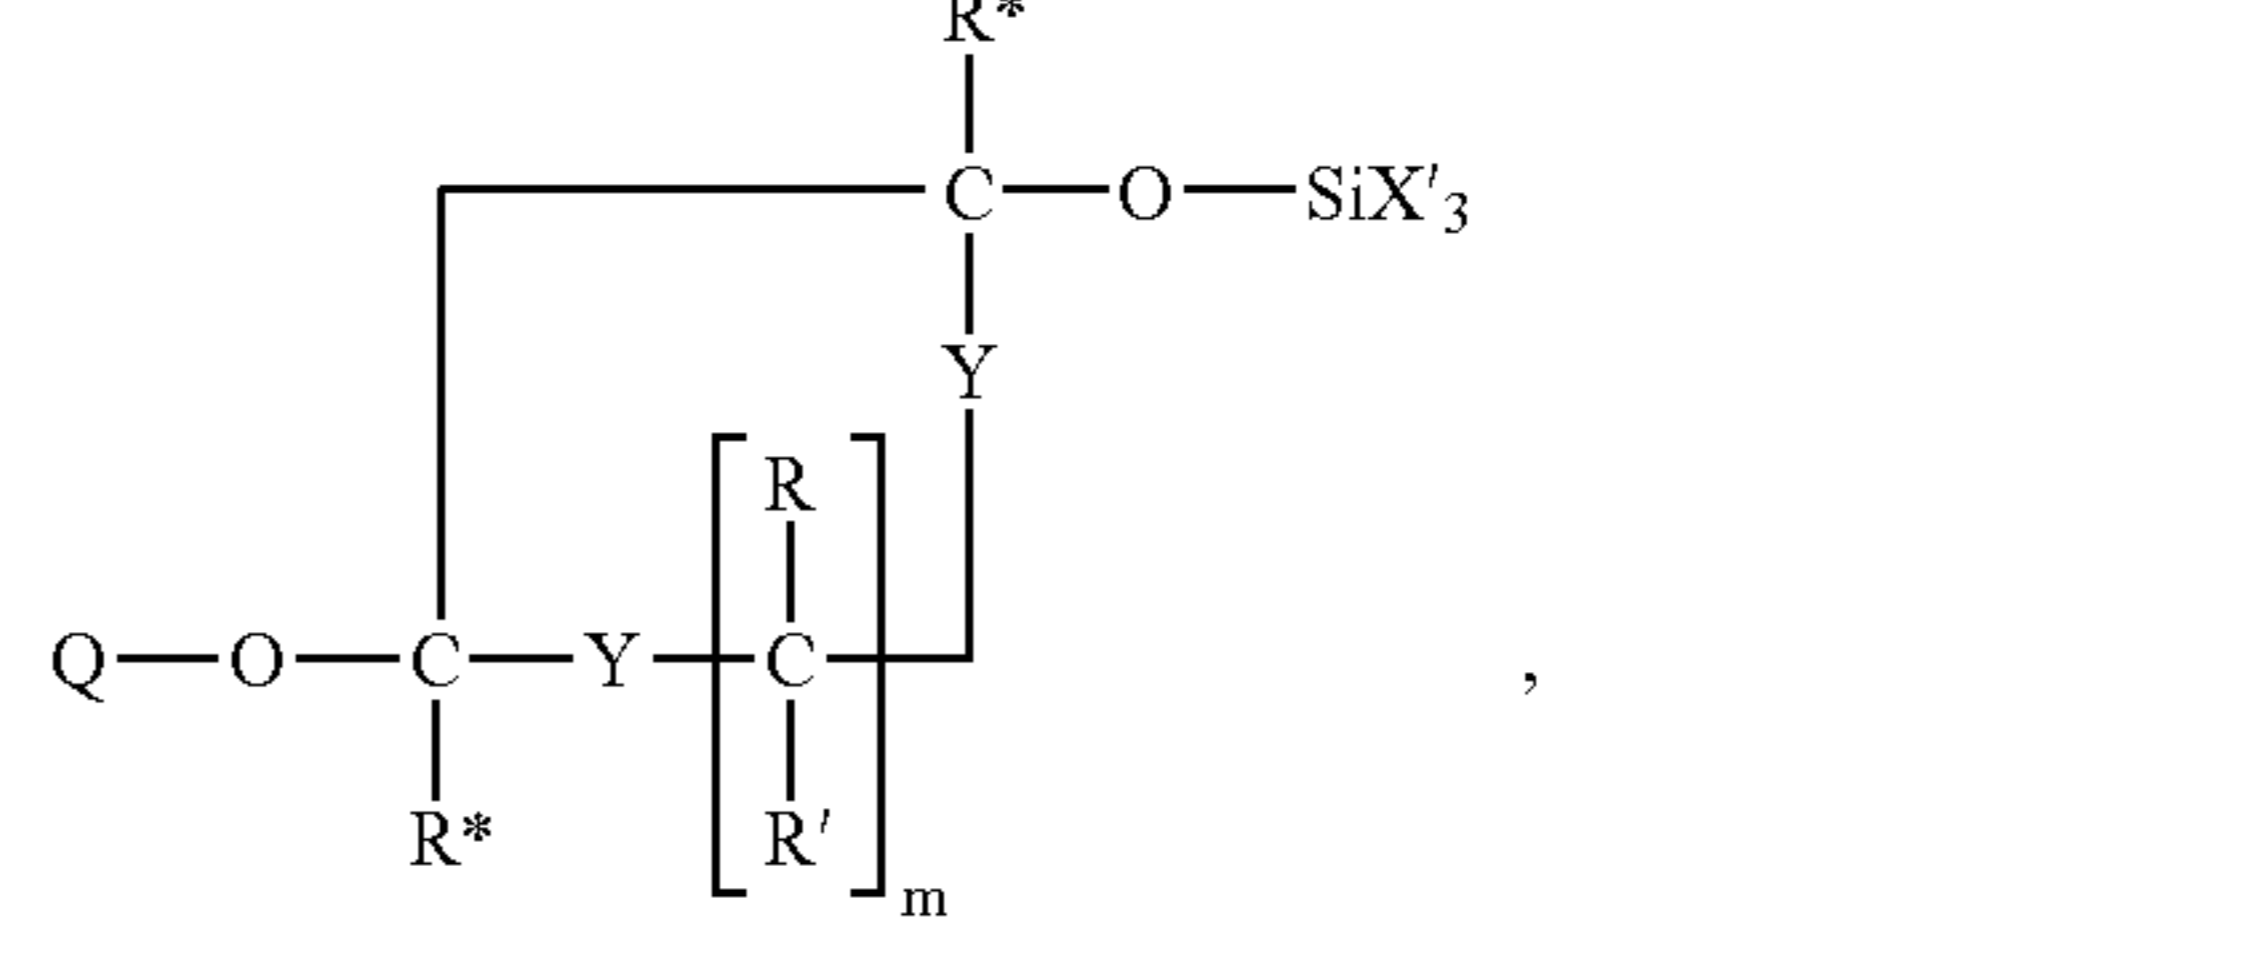 R*
C O SiX′3
Y
R
Q O C Y C ,
R* R′
m